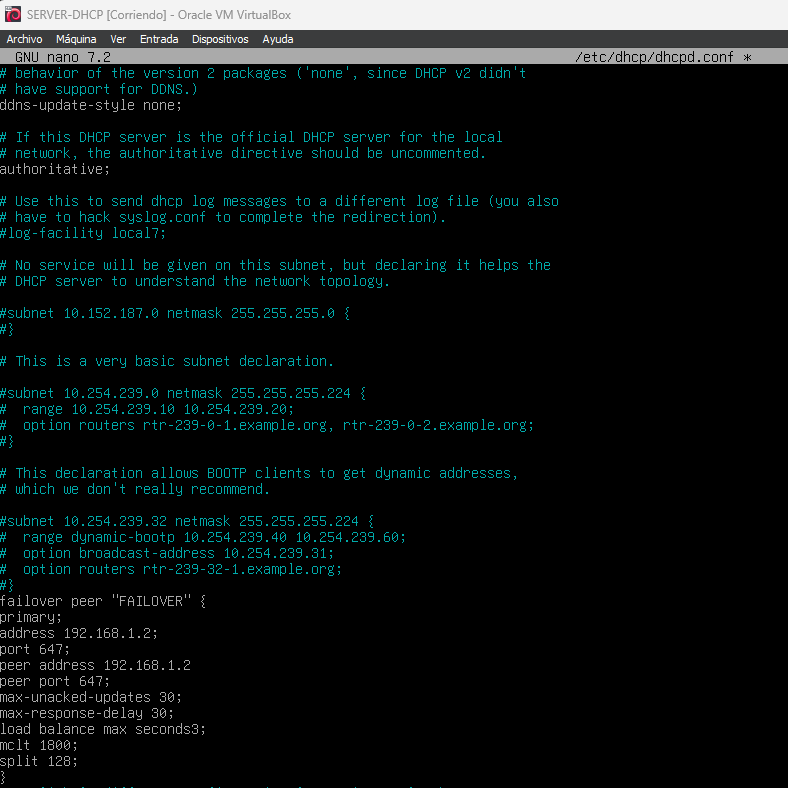 SERVER-DHCP [Corriendo] - Oracle VM VirtualBox
Archivo Máquina Ver Entrada Dispositivos Ayuda
GNU nano 7.2 /etc/dhcp/dhcpd.conf *
# behavior of the version 2 packages ('none', since DHCP v2 didn't
# have support for DDNS.)
ddns-update-style none;
# If this DHCP server is the official DHCP server for the local
# network, the authoritative directive should be uncommented.
authoritative;
# Use this to send dhcp log messages to a different log file (you also
# have to hack syslog.conf to complete the redirection).
#log-facility local7;
# No service will be given on this subnet, but declaring it helps the
# DHCP server to understand the network topology.
#subnet 10.152.187.0 netmask 255.255.255.0 {
#}
# This is a very basic subnet declaration.
#subnet 10.254.239.0 netmask 255.255.255.224 {
#  range 10.254.239.10 10.254.239.20;
#  option routers rtr-239-0-1.example.org, rtr-239-0-2.example.org;
#}
# This declaration allows BOOTP clients to get dynamic addresses,
# which we don't really recommend.
#subnet 10.254.239.32 netmask 255.255.255.224 {
#  range dynamic-bootp 10.254.239.40 10.254.239.60;
#  option broadcast-address 10.254.239.31;
#  option routers rtr-239-32-1.example.org;
#}
failover peer "FAILOVER" {
primary;
address 192.168.1.2;
port 647;
peer address 192.168.1.2
peer port 647;
max-unacked-updates 30;
max-response-delay 30;
load balance max seconds3;
mclt 1800;
split 128;
}